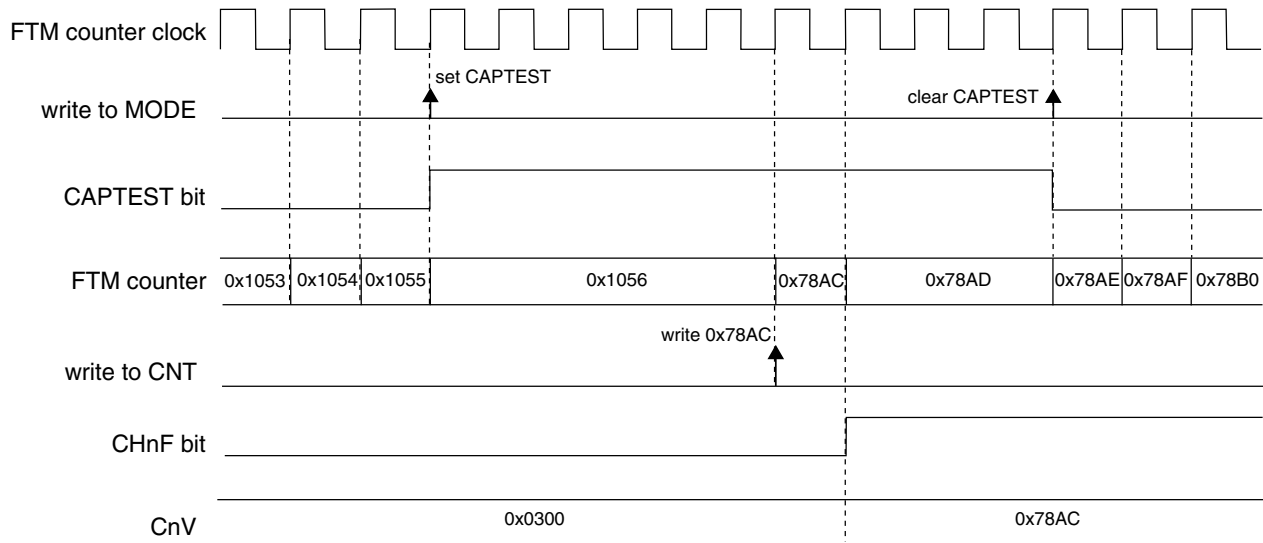 FTM counter clock
set CAPTEST
write to MODE
clear CAPTEST
CAPTEST bit
FTM counter
0x1053 0x1054 0x1055 0x1056 0x78AC 0x78AD 0x78AE 0x78AF 0x78B0
write 0x78AC
write to CNT
CHnF bit
CnV
0x0300 0x78AC